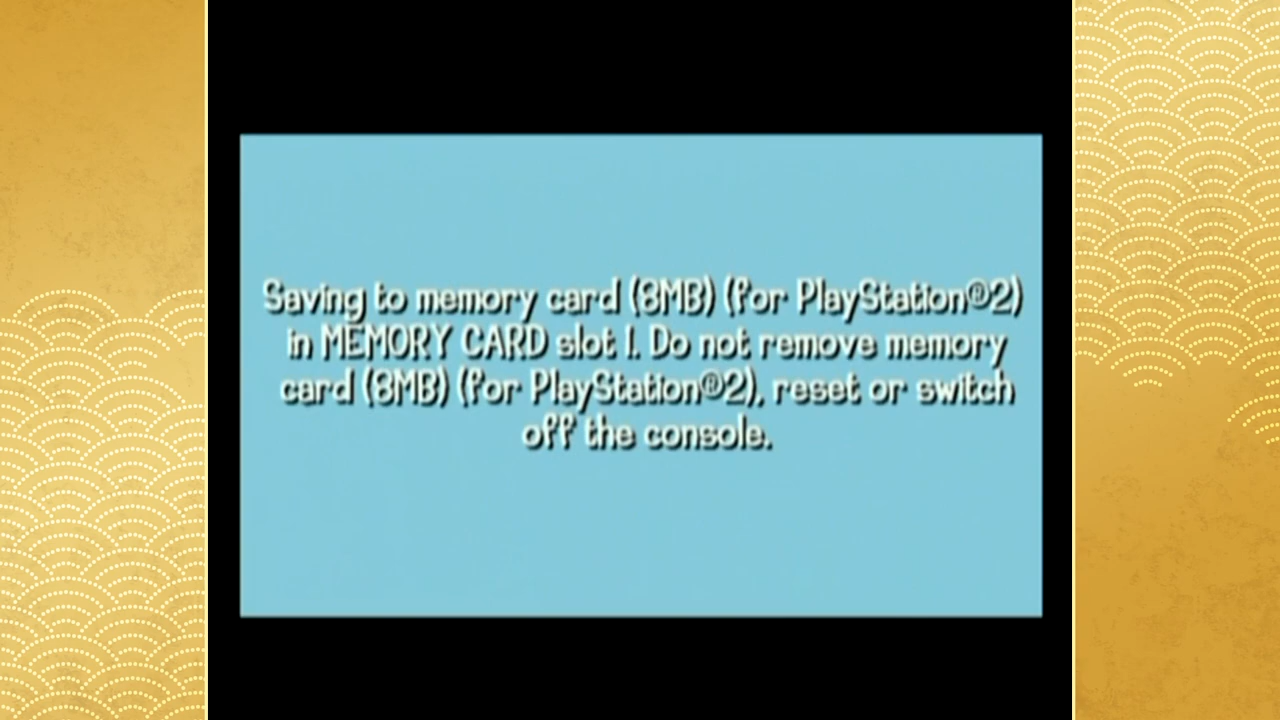 Saving to memory card (8MB) (for PlayStation®2)
in MEMORY CARD slot 1. Do not remove memory
card (8MB) (for PlayStation®2), reset or switch
off the console.